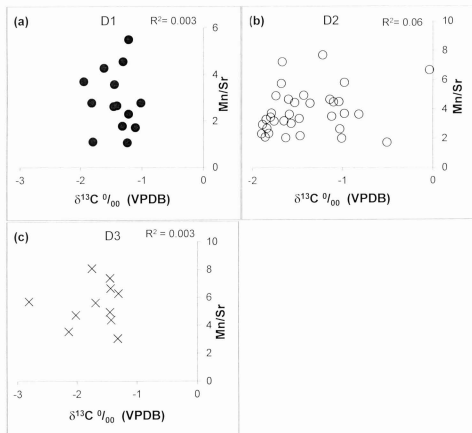 (a) D1 R² = 0.003
6
4
2
0
Mn/Sr
-3 -2 -1 0
δ¹³C ⁰/₀₀ (VPDB)
(b) D2 R² = 0.06
10
8
6
4
2
0
Mn/Sr
-2 -1 0
δ¹³C ⁰/₀₀ (VPDB)
(c) D3 R² = 0.003
10
8
6
4
2
0
Mn/Sr
-3 -2 -1 0
δ¹³C ⁰/₀₀ (VPDB)